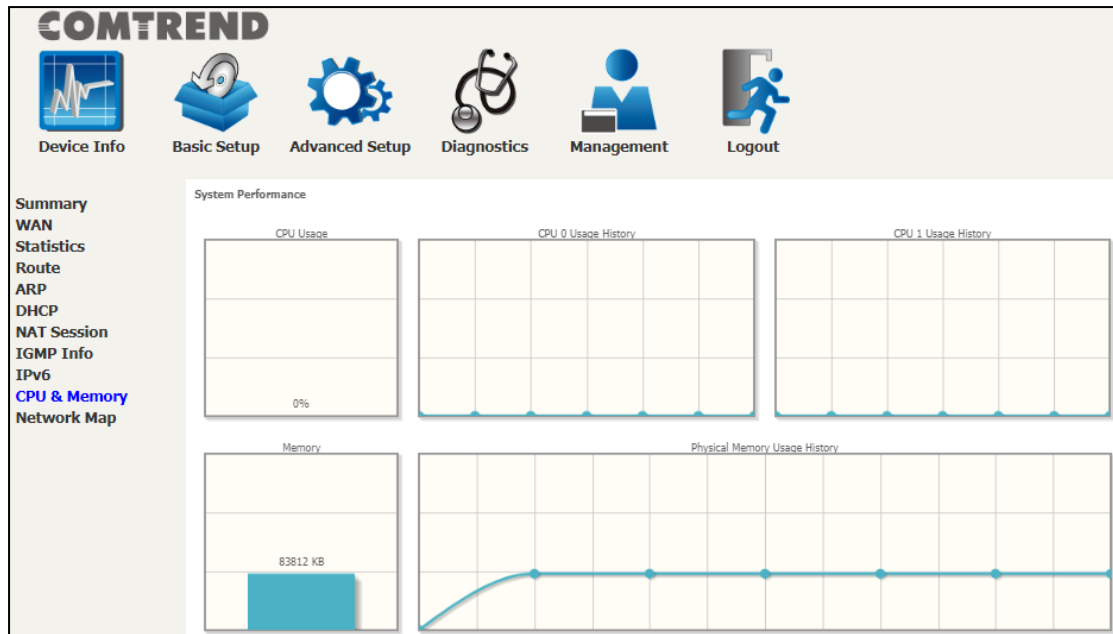 COMTREND
Device Info
Basic Setup
Advanced Setup
Diagnostics
Management
Logout
Summary
WAN
Statistics
Route
ARP
DHCP
NAT Session
IGMP Info
IPv6
CPU & Memory
Network Map
System Performance
CPU Usage
CPU 0 Usage History
CPU 1 Usage History
0%
Memory
Physical Memory Usage History
83812 KB